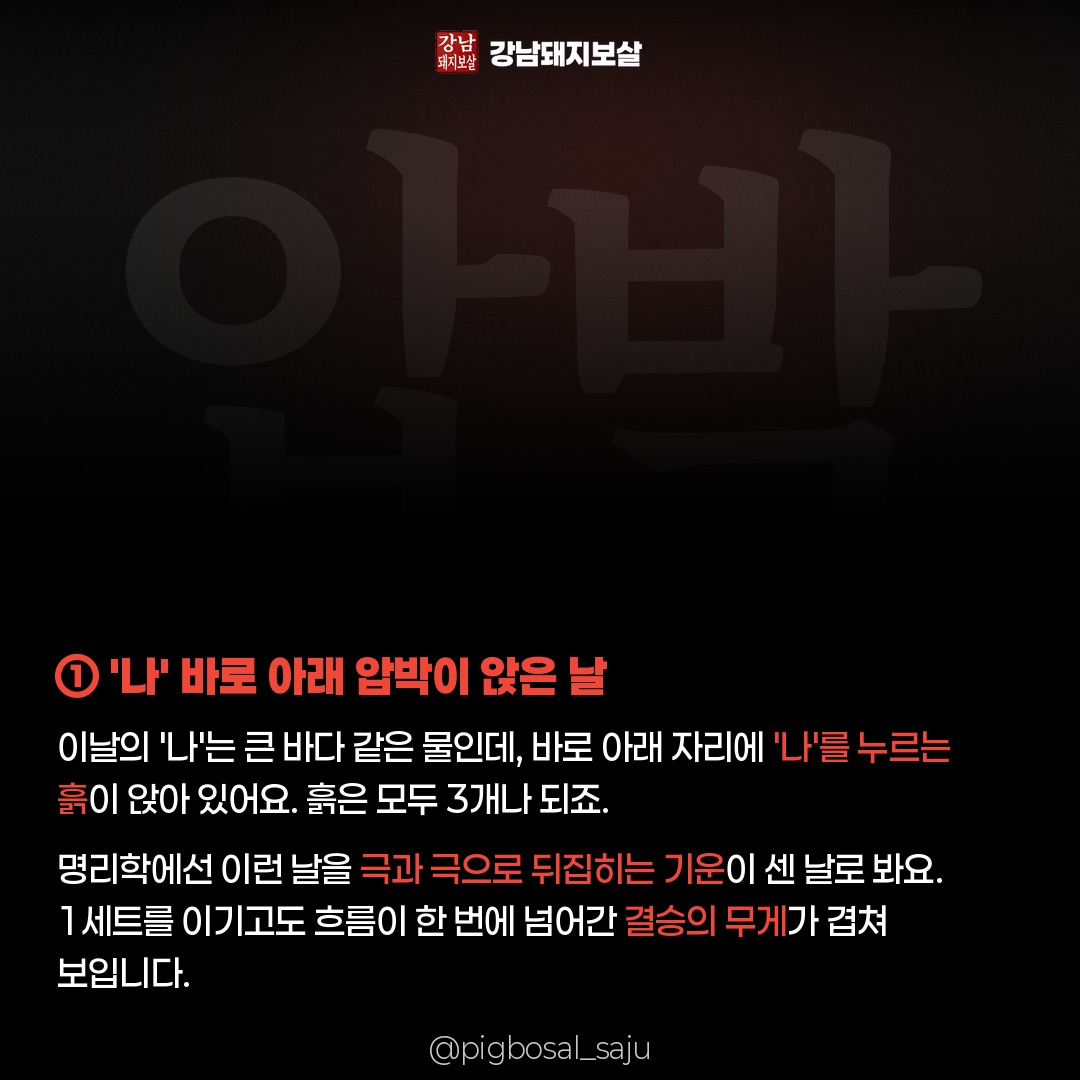 강남
돼지보살
강남돼지보살
압박
① '나' 바로 아래 압박이 앉은 날
이날의 '나'는 큰 바다 같은 물인데, 바로 아래 자리에 '나'를 누르는
흙이 앉아 있어요. 흙은 모두 3개나 되죠.
명리학에선 이런 날을 극과 극으로 뒤집히는 기운이 센 날로 봐요.
1세트를 이기고도 흐름이 한 번에 넘어간 결승의 무게가 겹쳐
보입니다.
@pigbosal_saju